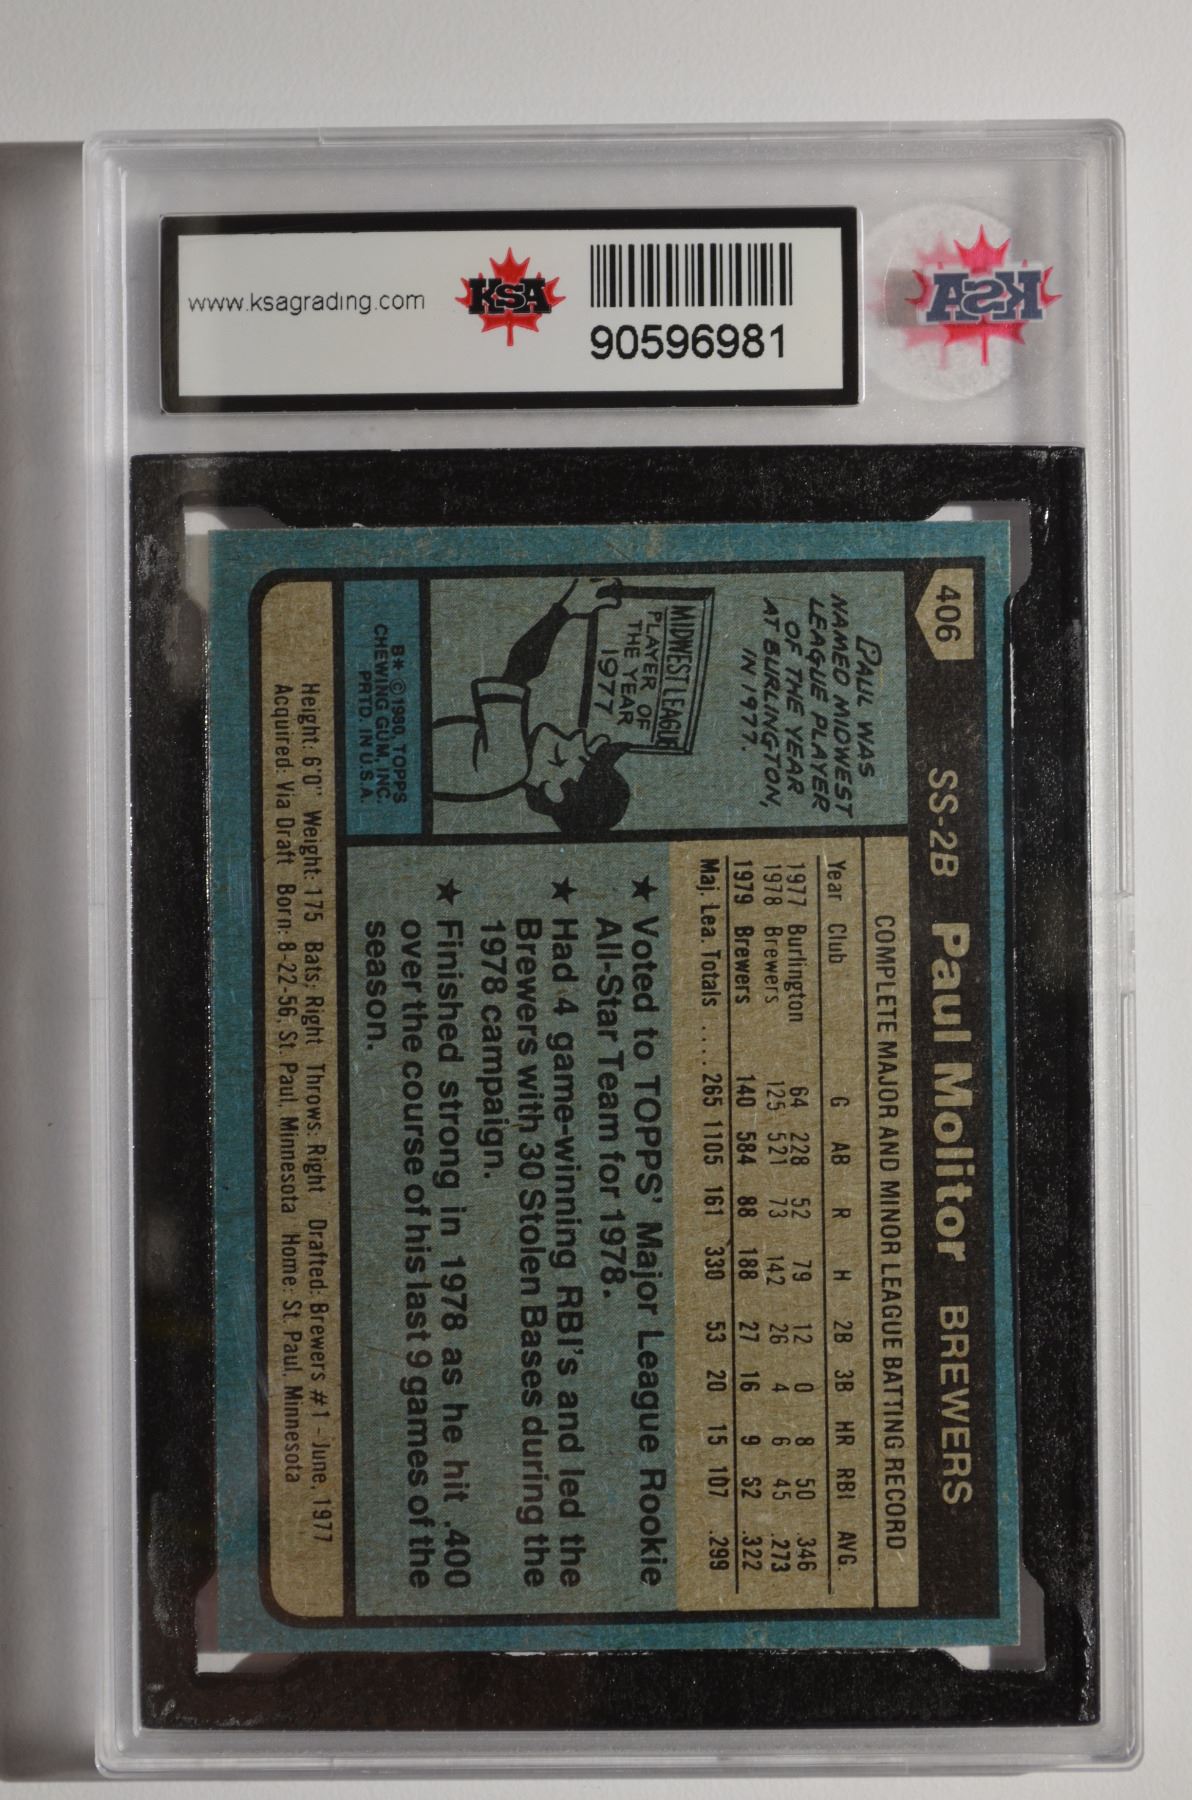 www.ksagrading.com
KSA
90596981
KSA
406
SS-2B Paul Molitor BREWERS
PAUL WAS
NAMED MIDWEST
LEAGUE PLAYER
OF THE YEAR
AT BURLINGTON,
IN 1977.
MIDWEST LEAGUE
PLAYER OF
THE YEAR
1977
B* © 1980 TOPPS
CHEWING GUM, INC.
PRTD. IN U.S.A.
COMPLETE MAJOR AND MINOR LEAGUE BATTING RECORD
Year Club G AB R H 2B 3B HR RBI AVG.
1977 Burlington 64 228 52 79 12 0 8 50 .346
1978 Brewers 125 521 73 142 26 4 6 45 .273
1979 Brewers 140 584 88 188 27 16 9 62 .322
Maj. Lea. Totals .... 265 1105 161 330 53 20 15 107 .299
★ Voted to TOPPS' Major League Rookie
All-Star Team for 1978.
★ Had 4 game-winning RBI's and led the
Brewers with 30 Stolen Bases during the
1978 campaign.
★ Finished strong in 1978 as he hit .400
over the course of his last 9 games of the
season.
Height: 6'0" Weight: 175 Bats: Right Throws: Right Drafted: Brewers #1 - June, 1977
Acquired: Via Draft Born: 8-22-56, St. Paul, Minnesota Home: St. Paul, Minnesota